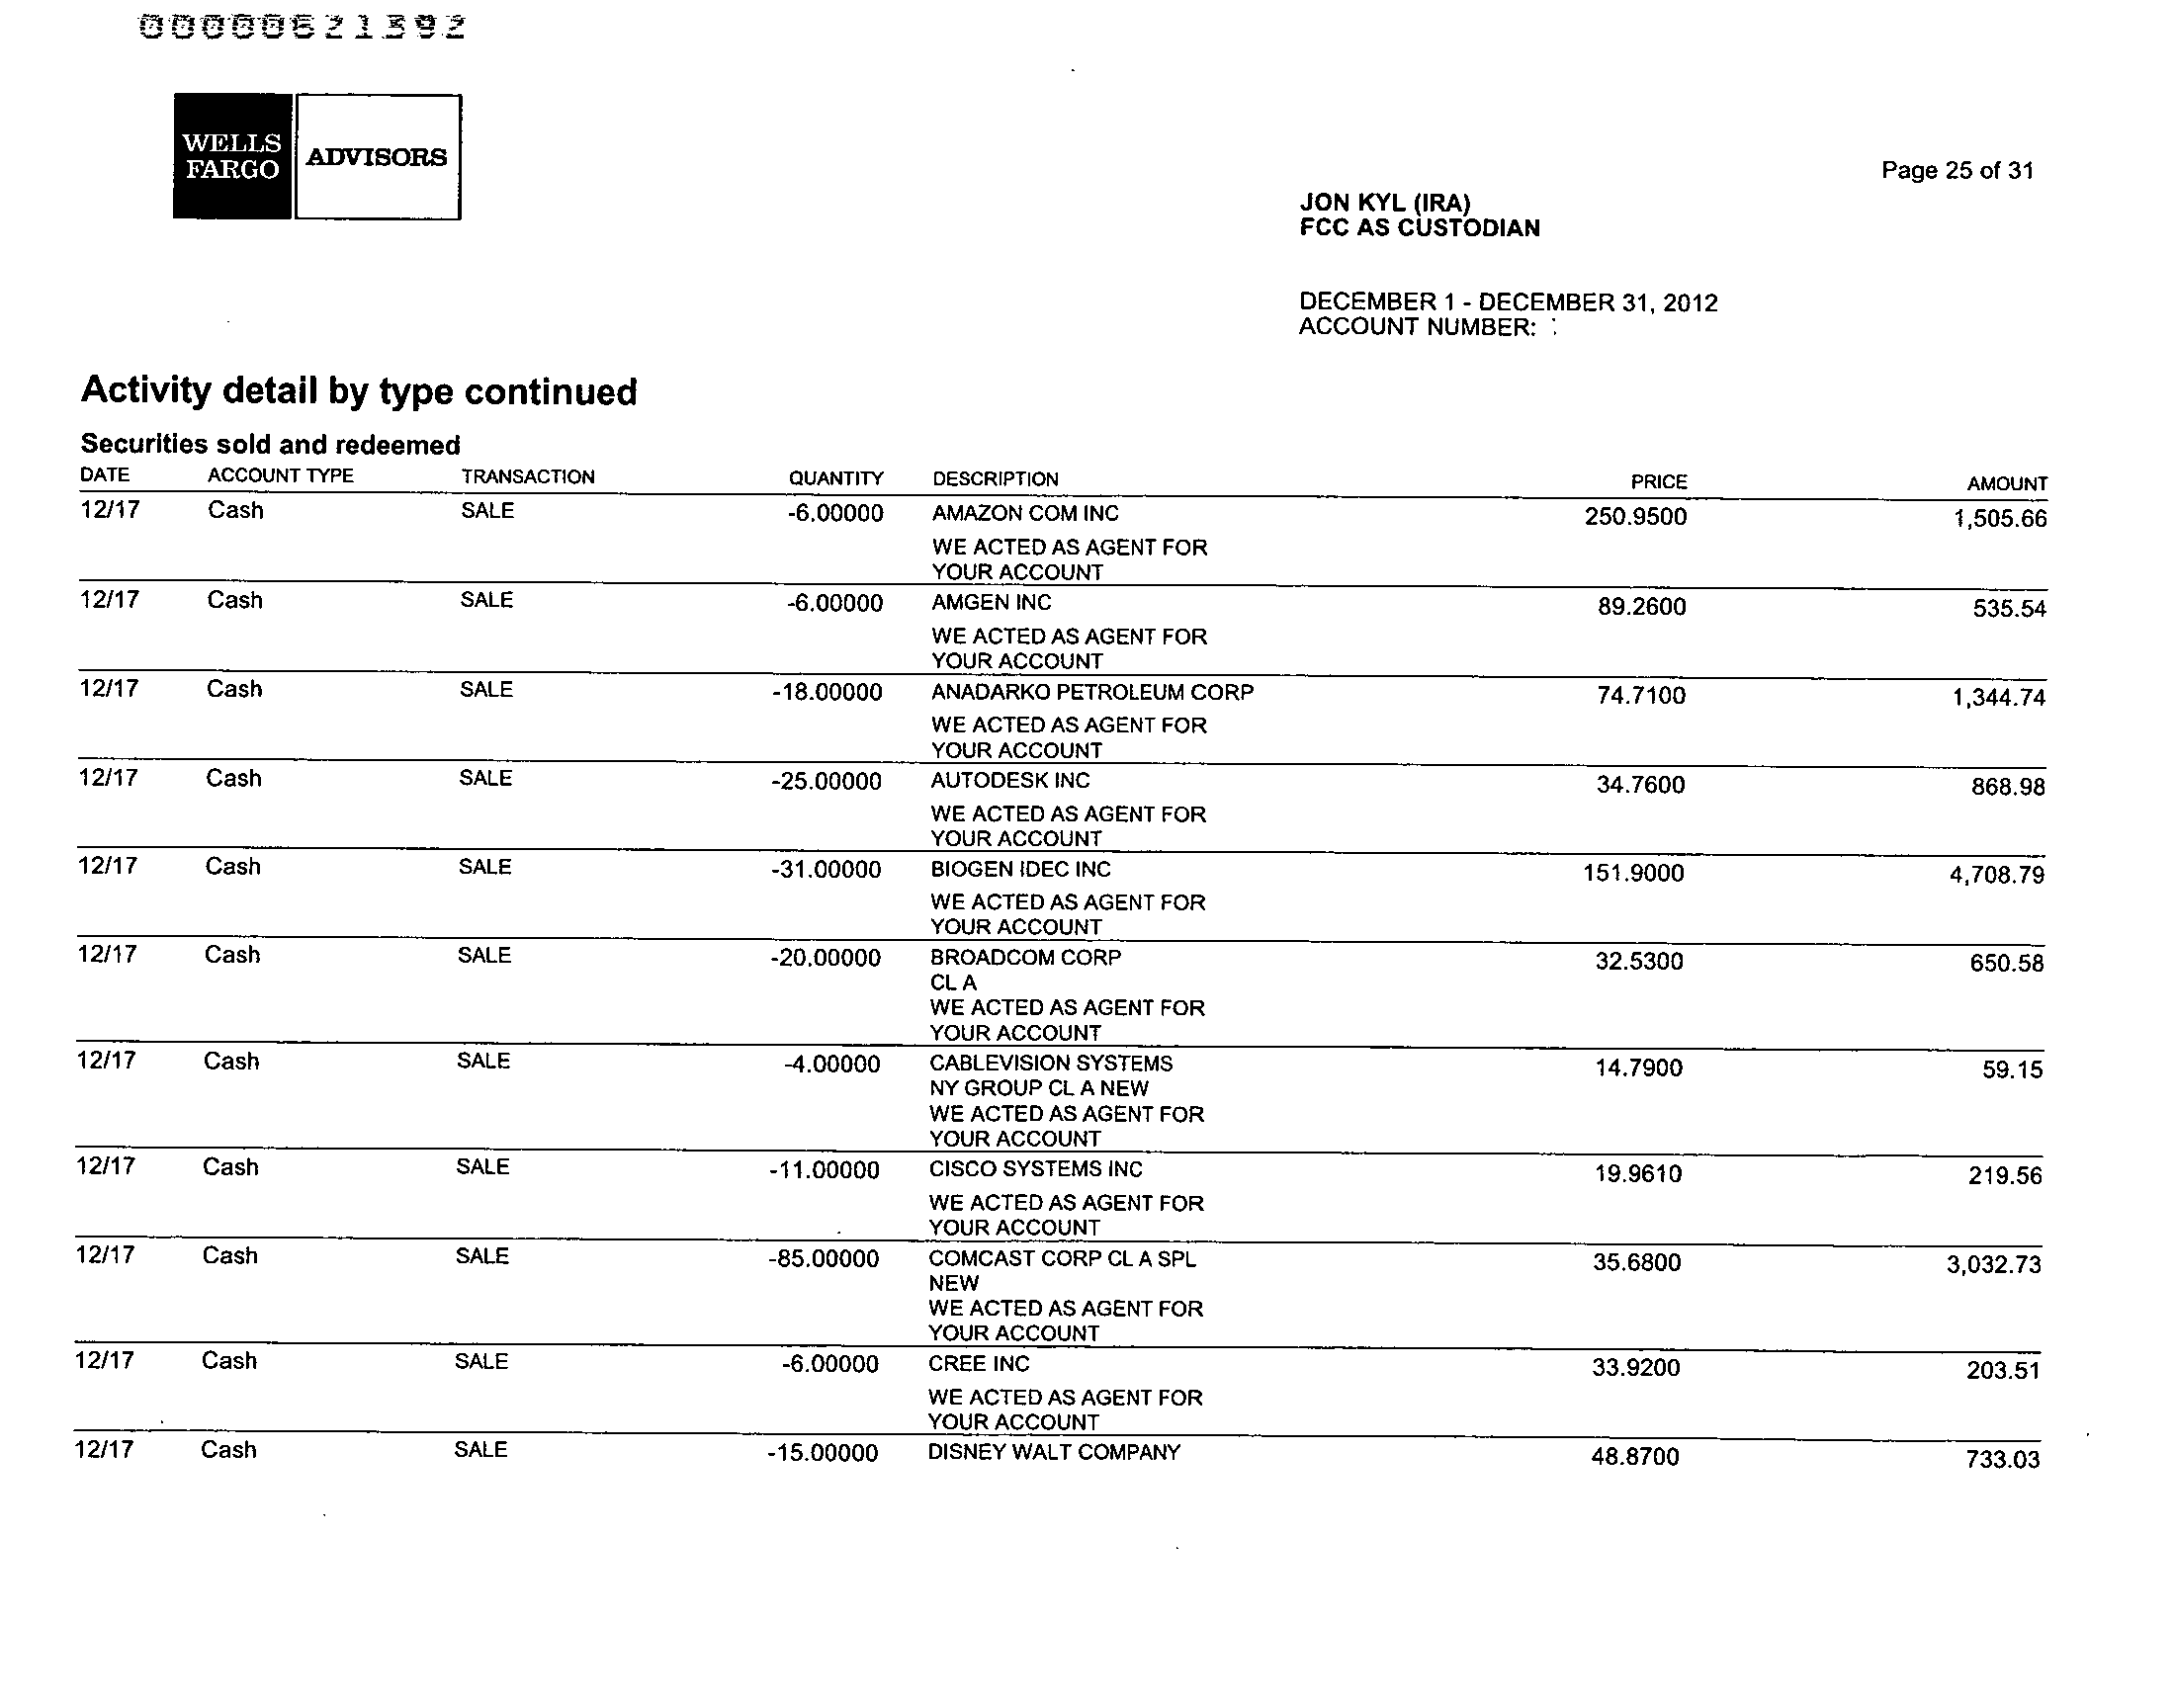 00000621392
WELLS
FARGO
ADVISORS
Page 25 of 31
JON KYL (IRA)
FCC AS CUSTODIAN
DECEMBER 1 - DECEMBER 31, 2012
ACCOUNT NUMBER:
Activity detail by type continued
Securities sold and redeemed
DATE ACCOUNT TYPE TRANSACTION QUANTITY DESCRIPTION PRICE AMOUNT
12/17 Cash SALE -6.00000 AMAZON COM INC 250.9500 1,505.66
WE ACTED AS AGENT FOR
YOUR ACCOUNT
12/17 Cash SALE -6.00000 AMGEN INC 89.2600 535.54
WE ACTED AS AGENT FOR
YOUR ACCOUNT
12/17 Cash SALE -18.00000 ANADARKO PETROLEUM CORP 74.7100 1,344.74
WE ACTED AS AGENT FOR
YOUR ACCOUNT
12/17 Cash SALE -25.00000 AUTODESK INC 34.7600 868.98
WE ACTED AS AGENT FOR
YOUR ACCOUNT
12/17 Cash SALE -31.00000 BIOGEN IDEC INC 151.9000 4,708.79
WE ACTED AS AGENT FOR
YOUR ACCOUNT
12/17 Cash SALE -20.00000 BROADCOM CORP 32.5300 650.58
CL A
WE ACTED AS AGENT FOR
YOUR ACCOUNT
12/17 Cash SALE -4.00000 CABLEVISION SYSTEMS 14.7900 59.15
NY GROUP CL A NEW
WE ACTED AS AGENT FOR
YOUR ACCOUNT
12/17 Cash SALE -11.00000 CISCO SYSTEMS INC 19.9610 219.56
WE ACTED AS AGENT FOR
YOUR ACCOUNT
12/17 Cash SALE -85.00000 COMCAST CORP CL A SPL 35.6800 3,032.73
NEW
WE ACTED AS AGENT FOR
YOUR ACCOUNT
12/17 Cash SALE -6.00000 CREE INC 33.9200 203.51
WE ACTED AS AGENT FOR
YOUR ACCOUNT
12/17 Cash SALE -15.00000 DISNEY WALT COMPANY 48.8700 733.03